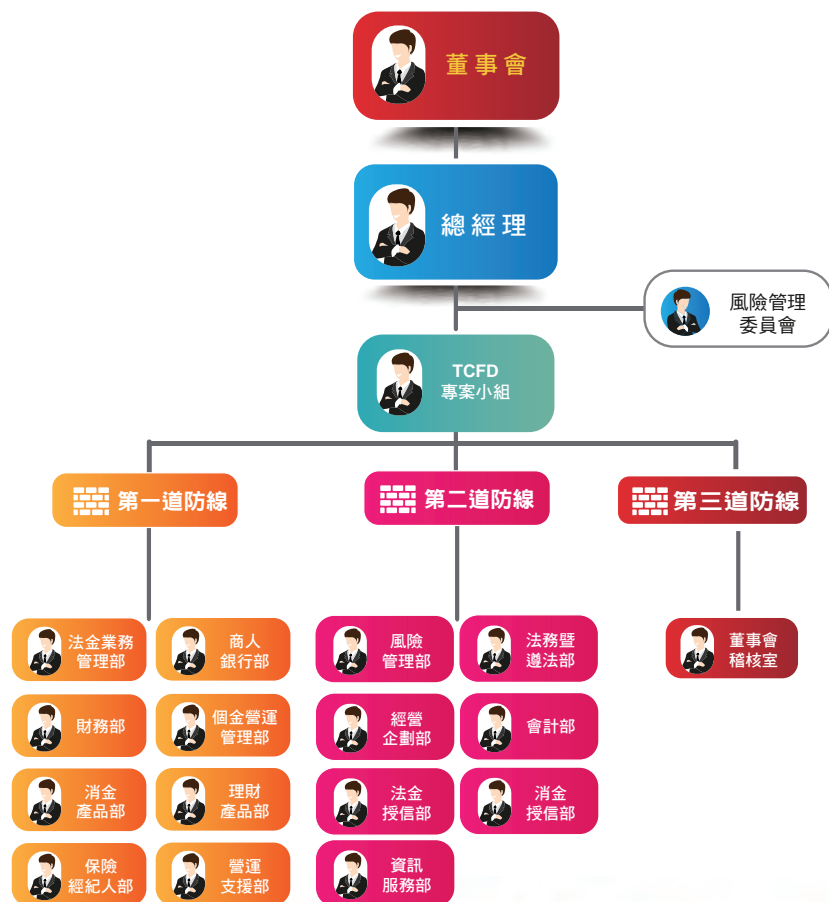 董事會
總經理
風險管理
委員會
TCFD
專案小組
第一道防線
第二道防線
第三道防線
法金業務
管理部
商人
銀行部
財務部
個金營運
管理部
消金
產品部
理財
產品部
保險
經紀人部
營運
支援部
風險
管理部
法務暨
遵法部
經營
企劃部
會計部
法金
授信部
消金
授信部
資訊
服務部
董事會
稽核室